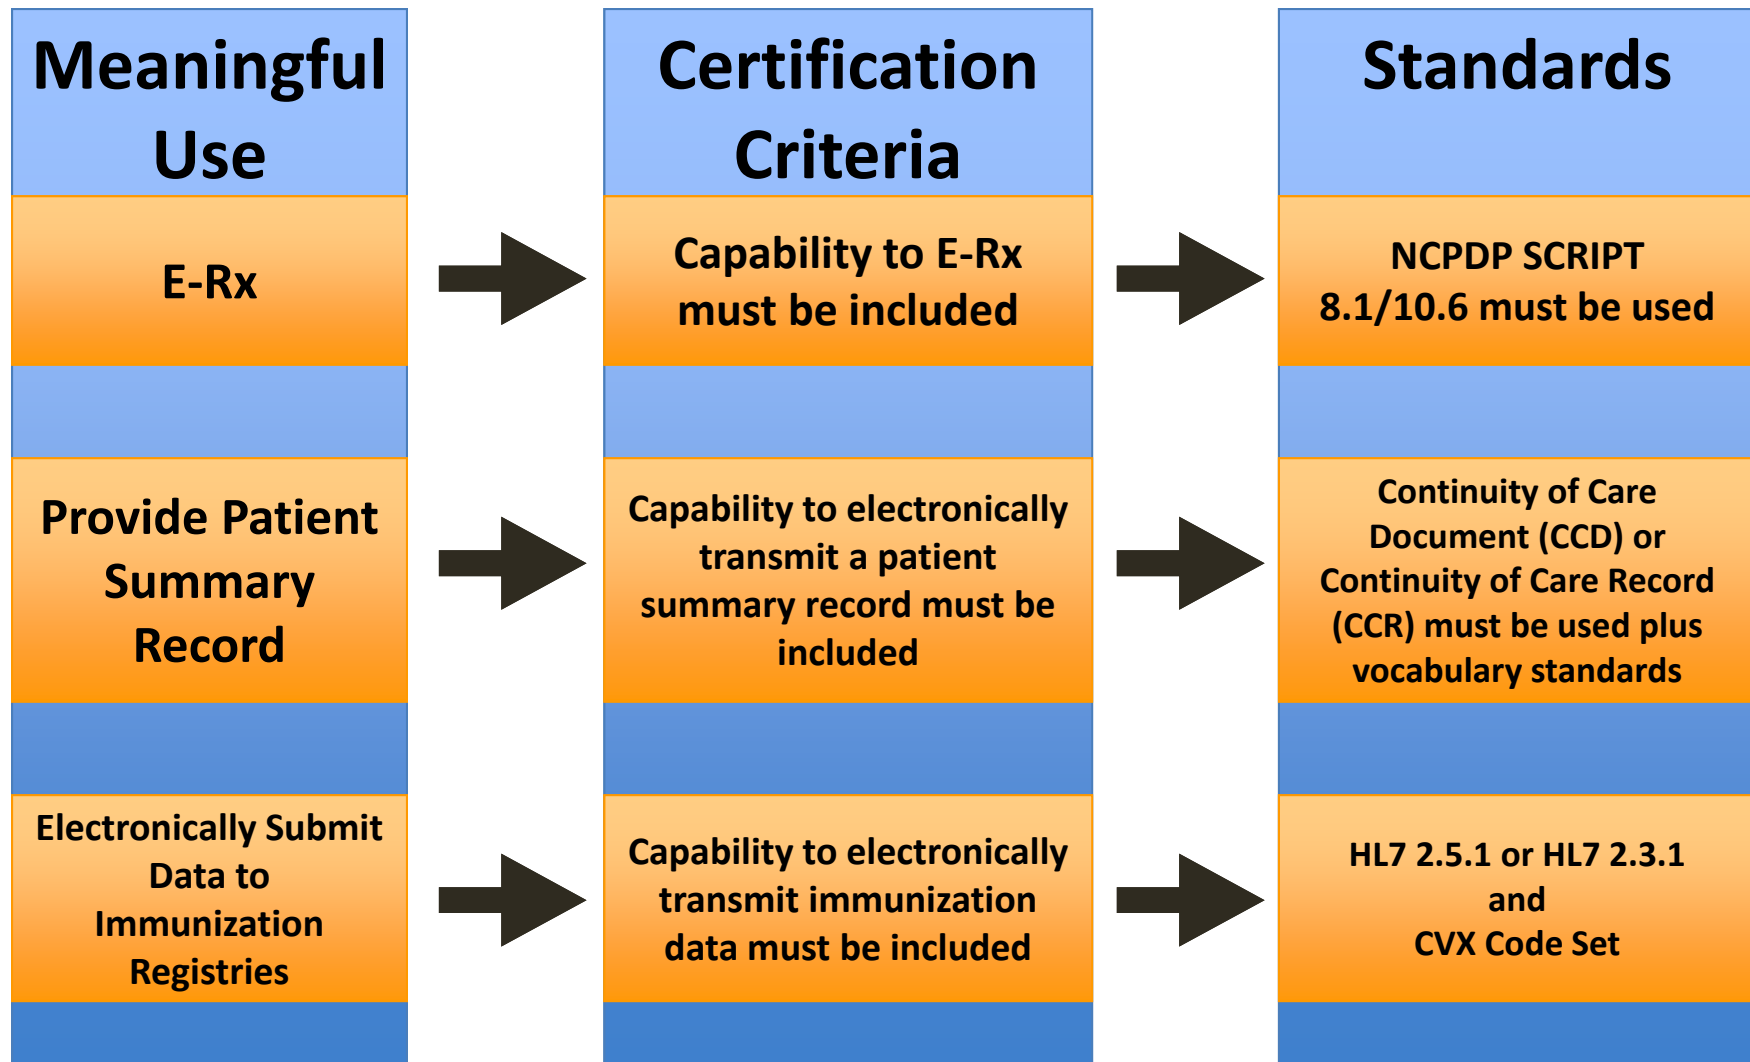 Meaningful
Use
Certification
Criteria
Standards
E-Rx
Capability to E-Rx
must be included
NCPDP SCRIPT
8.1/10.6 must be used
Provide Patient
Summary
Record
Capability to electronically
transmit a patient
summary record must be
included
Continuity of Care
Document (CCD) or
Continuity of Care Record
(CCR) must be used plus
vocabulary standards
Electronically Submit
Data to
Immunization
Registries
Capability to electronically
transmit immunization
data must be included
HL7 2.5.1 or HL7 2.3.1
and
CVX Code Set